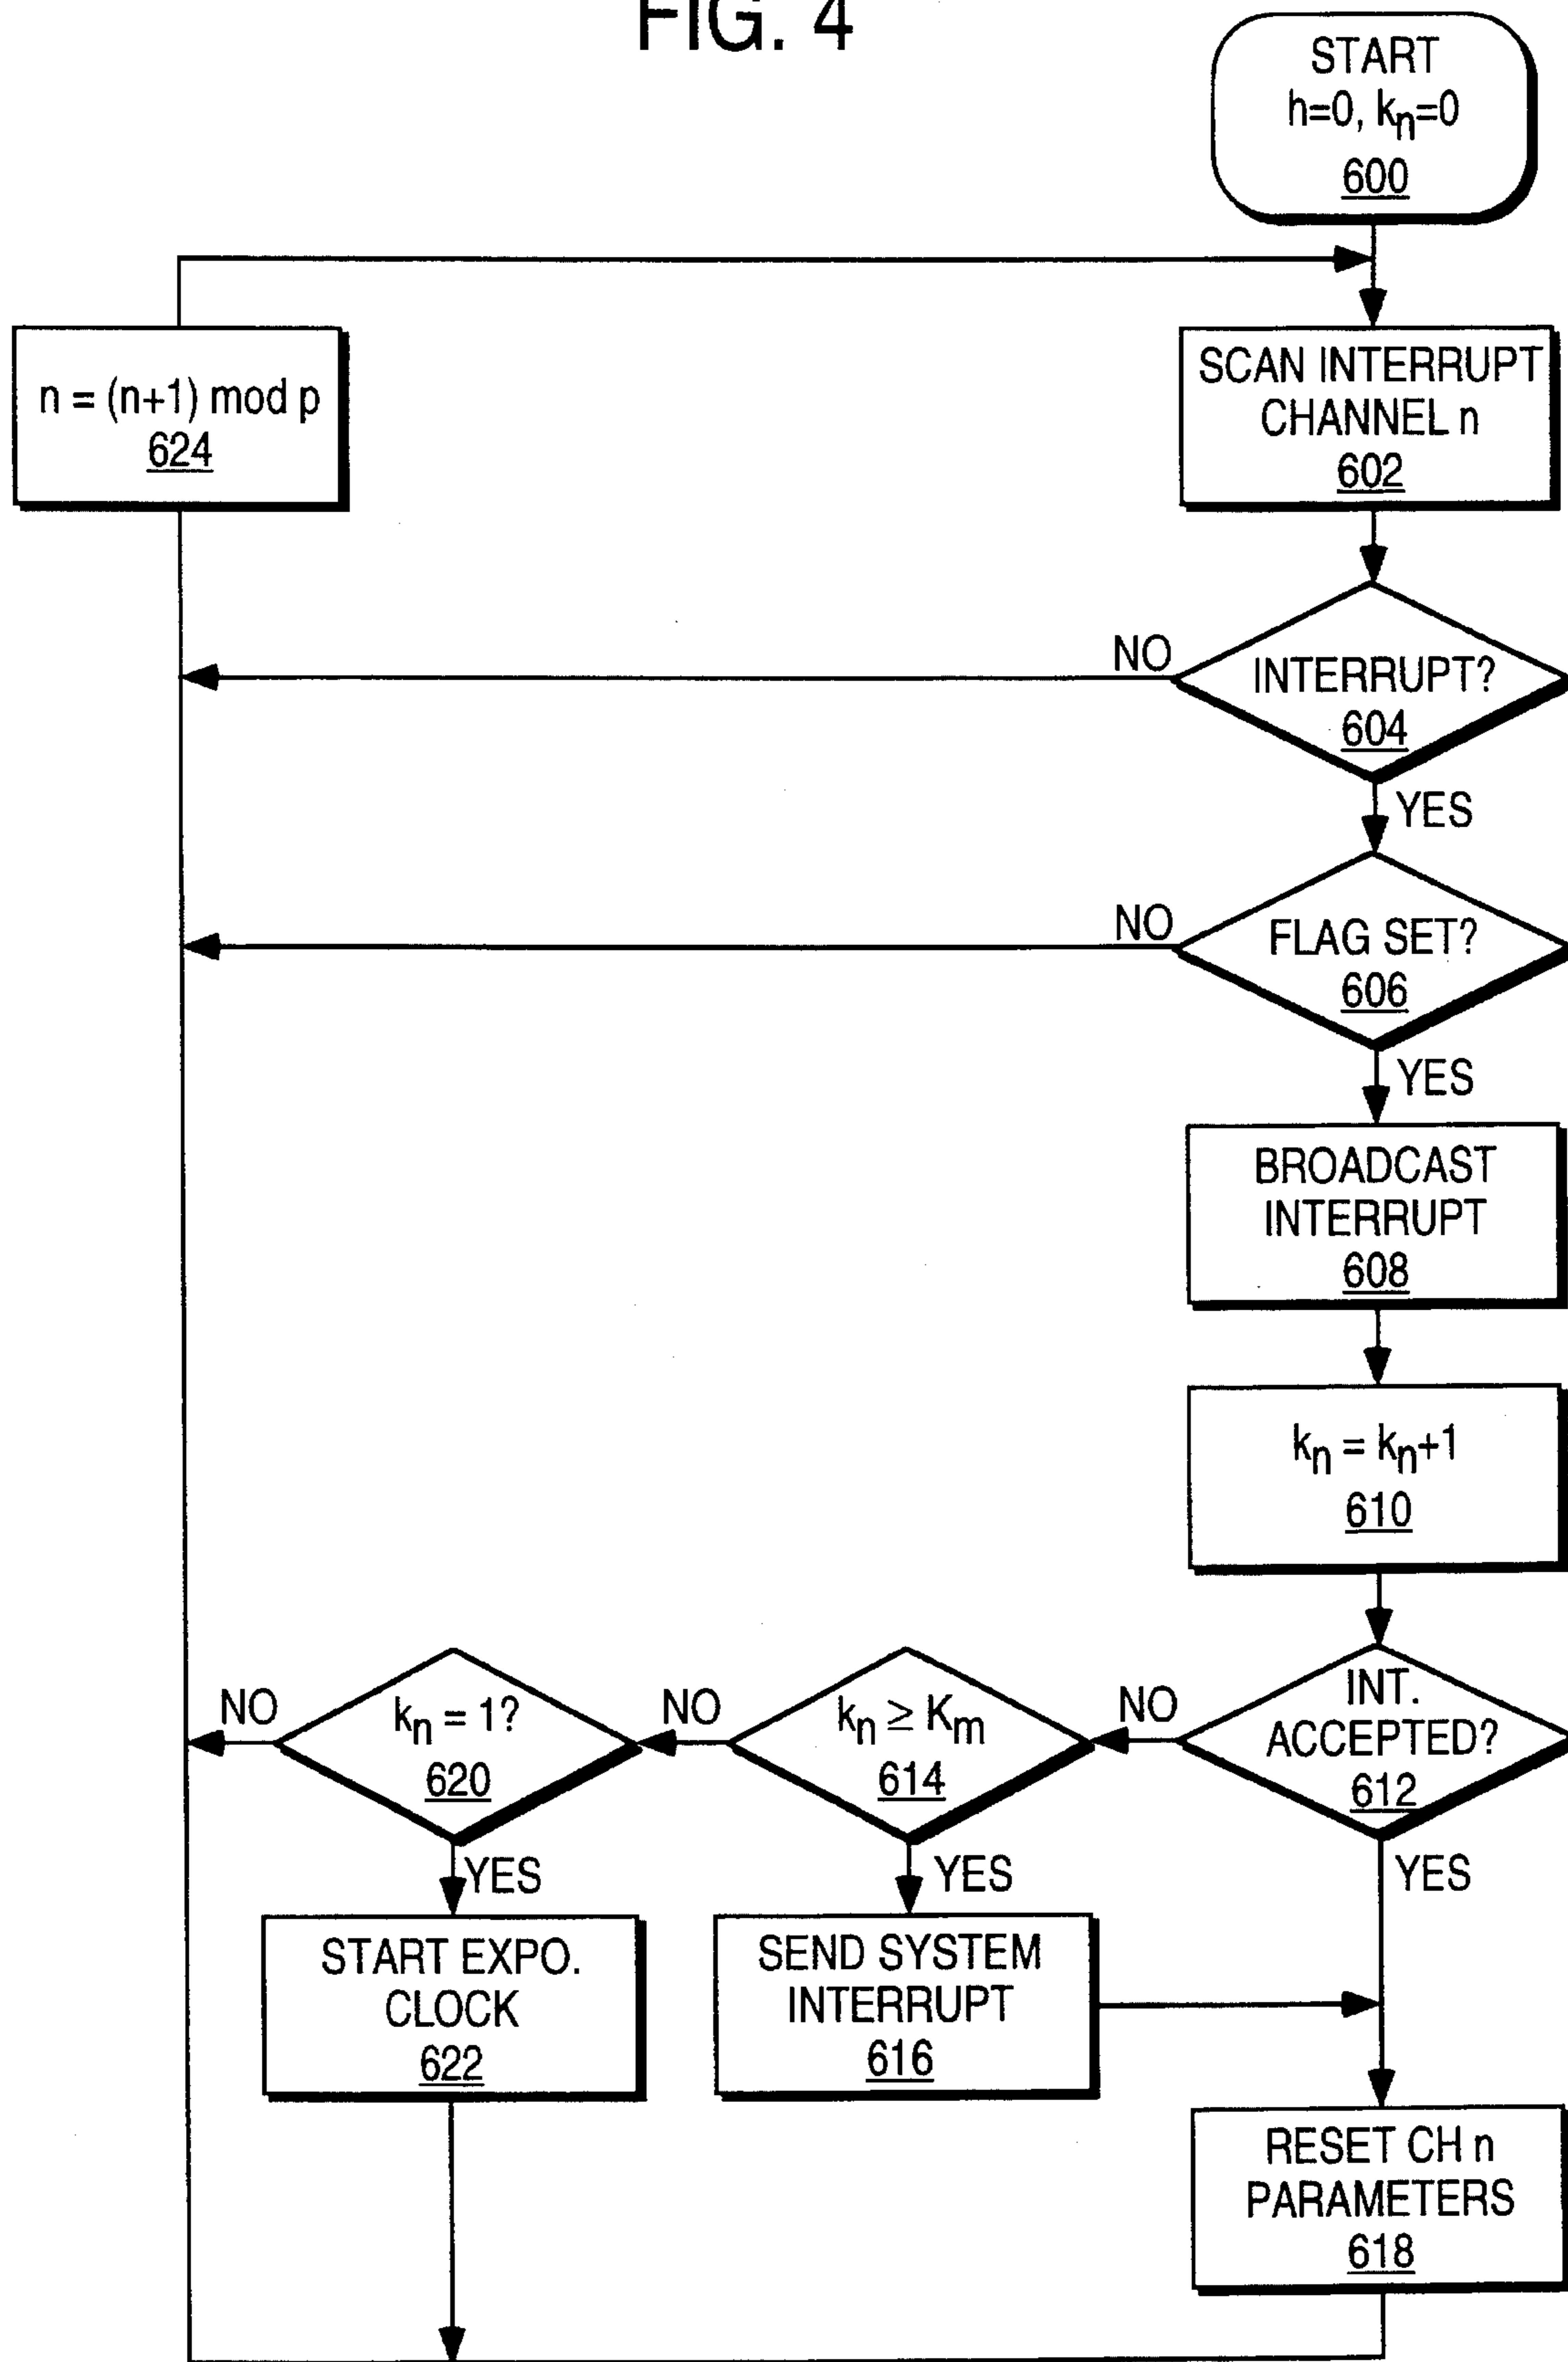 FIG. 4
START
h=0, kn=0
600
n = (n+1) mod p
624
SCAN INTERRUPT
CHANNEL n
602
INTERRUPT?
604
NO
YES
FLAG SET?
606
NO
YES
BROADCAST
INTERRUPT
608
kn = kn+1
610
INT.
ACCEPTED?
612
NO
YES
kn ≥ Km
614
NO
YES
kn = 1?
620
NO
YES
START EXPO.
CLOCK
622
SEND SYSTEM
INTERRUPT
616
RESET CH n
PARAMETERS
618